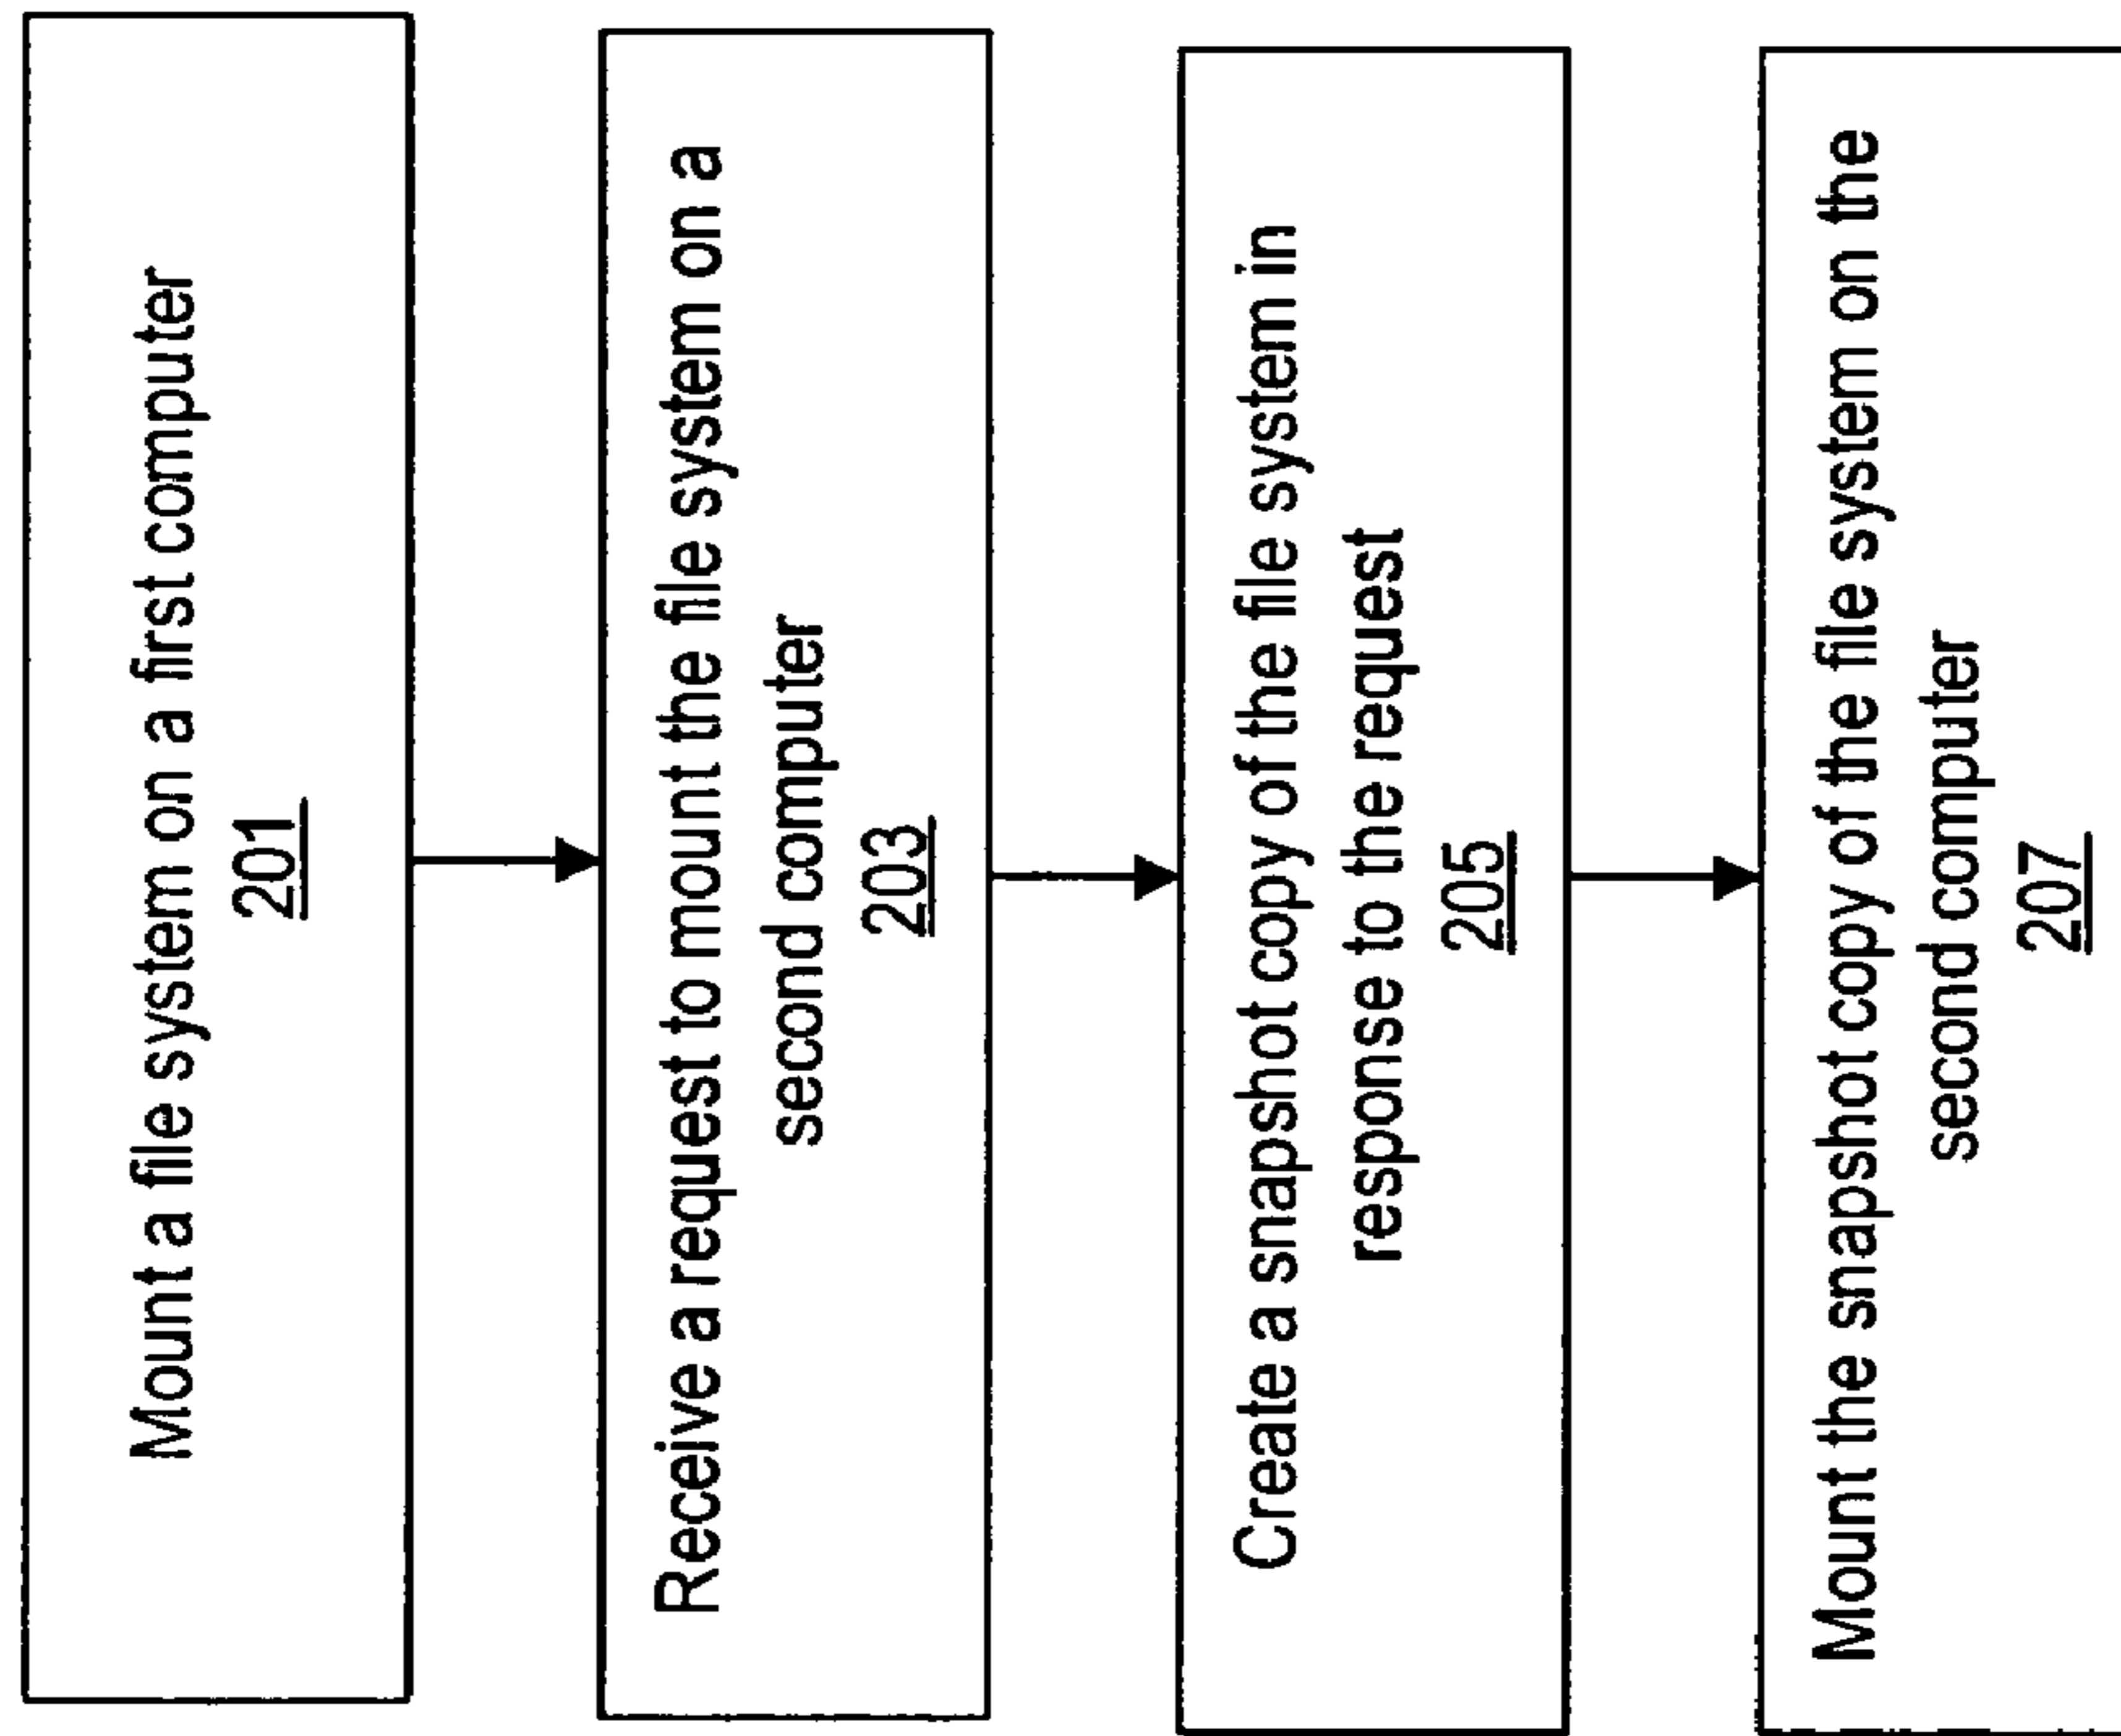 Mount a file system on a first computer
201
Receive a request to mount the file system on a
second computer
203
Create a snapshot copy of the file system in
response to the request
205
Mount the snapshot copy of the file system on the
second computer
207